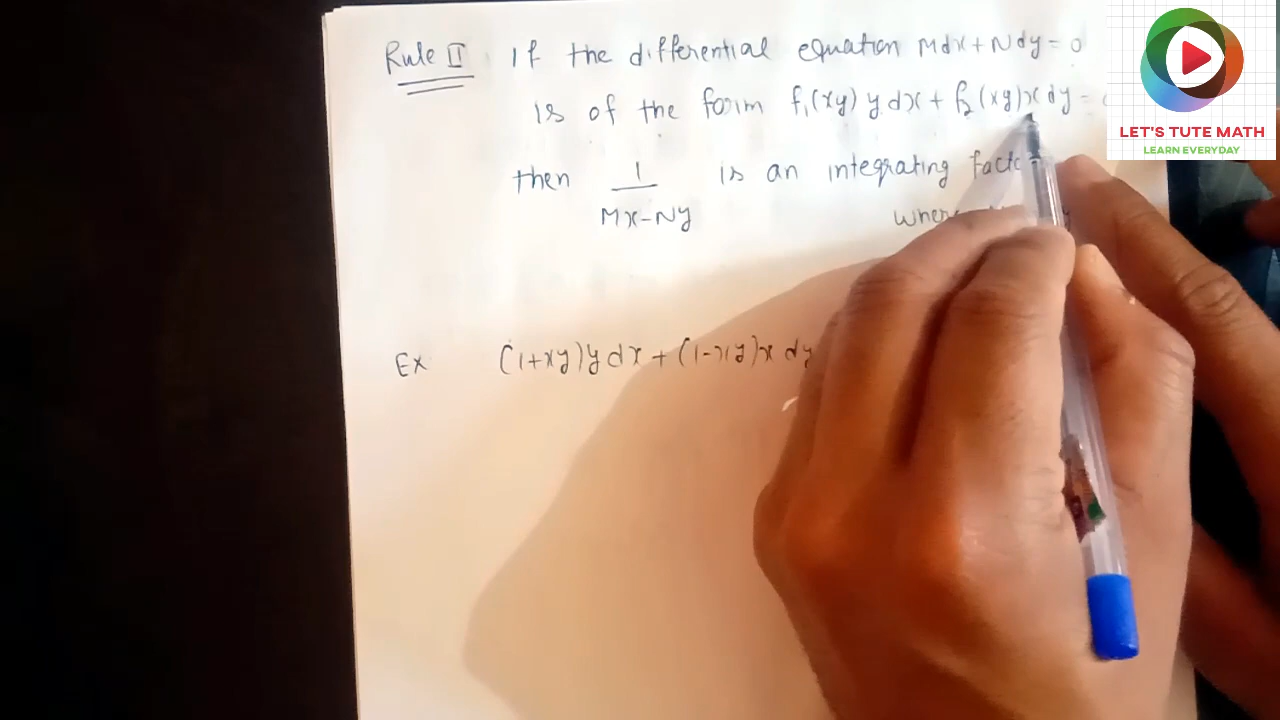 Rule II If the differential equation Mdx + Ndy = 0
is of the form f₁(xy) y dx + f₂(xy)x dy =
then 1/(Mx-Ny) is an integrating
Ex (1+xy)y dx + (1-xy)x dy
LET'S TUTE MATH
LEARN EVERYDAY